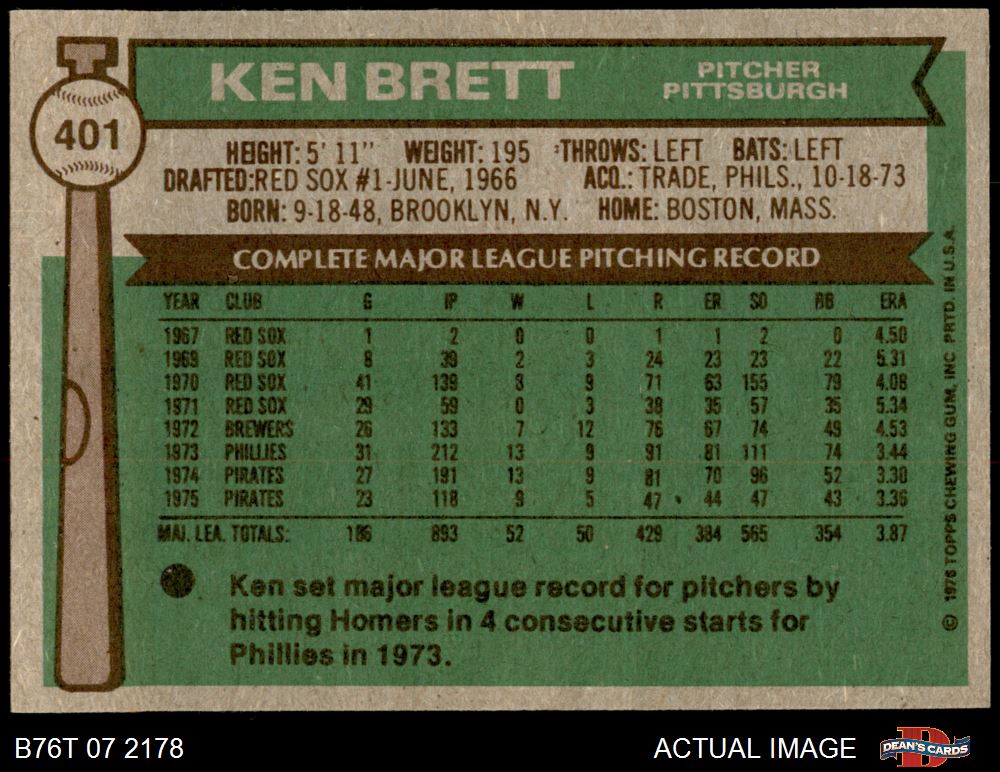 KEN BRETT
PITCHER
PITTSBURGH
401
HEIGHT: 5' 11" WEIGHT: 195 THROWS: LEFT BATS: LEFT
DRAFTED: RED SOX #1-JUNE, 1966 ACQ.: TRADE, PHILS., 10-18-73
BORN: 9-18-48, BROOKLYN, N.Y. HOME: BOSTON, MASS.
COMPLETE MAJOR LEAGUE PITCHING RECORD
YEAR CLUB G IP W L R ER SO BB ERA
1967 RED SOX 1 2 0 0 1 1 2 0 4.50
1969 RED SOX 8 39 2 3 24 23 23 22 5.31
1970 RED SOX 41 139 8 9 71 63 155 79 4.08
1971 RED SOX 29 59 0 3 38 35 57 35 5.34
1972 BREWERS 26 133 7 12 76 67 74 49 4.53
1973 PHILLIES 31 212 13 9 91 81 111 74 3.44
1974 PIRATES 27 191 13 9 81 70 96 52 3.30
1975 PIRATES 23 118 9 5 47 44 47 43 3.36
MAJ. LEA. TOTALS: 186 893 52 50 429 384 565 354 3.87
Ken set major league record for pitchers by
hitting Homers in 4 consecutive starts for
Phillies in 1973.
© 1976 TOPPS CHEWING GUM, INC PRTD. IN U.S.A.
B76T 07 2178
ACTUAL IMAGE
DEAN'S CARDS